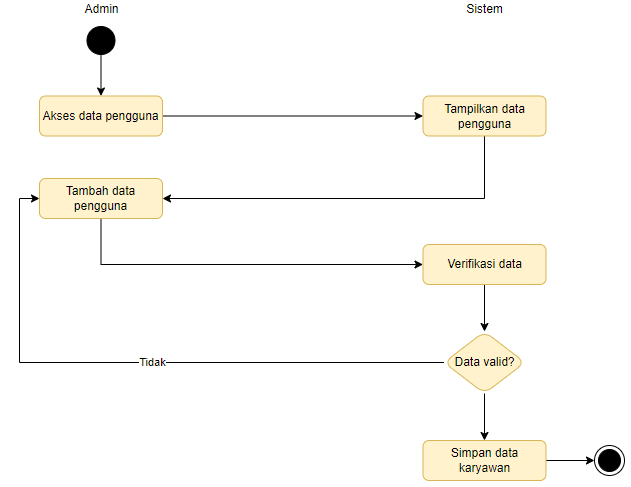 Admin
Sistem
Akses data pengguna
Tampilkan data
pengguna
Tambah data
pengguna
Verifikasi data
Tidak
Data valid?
Simpan data
karyawan